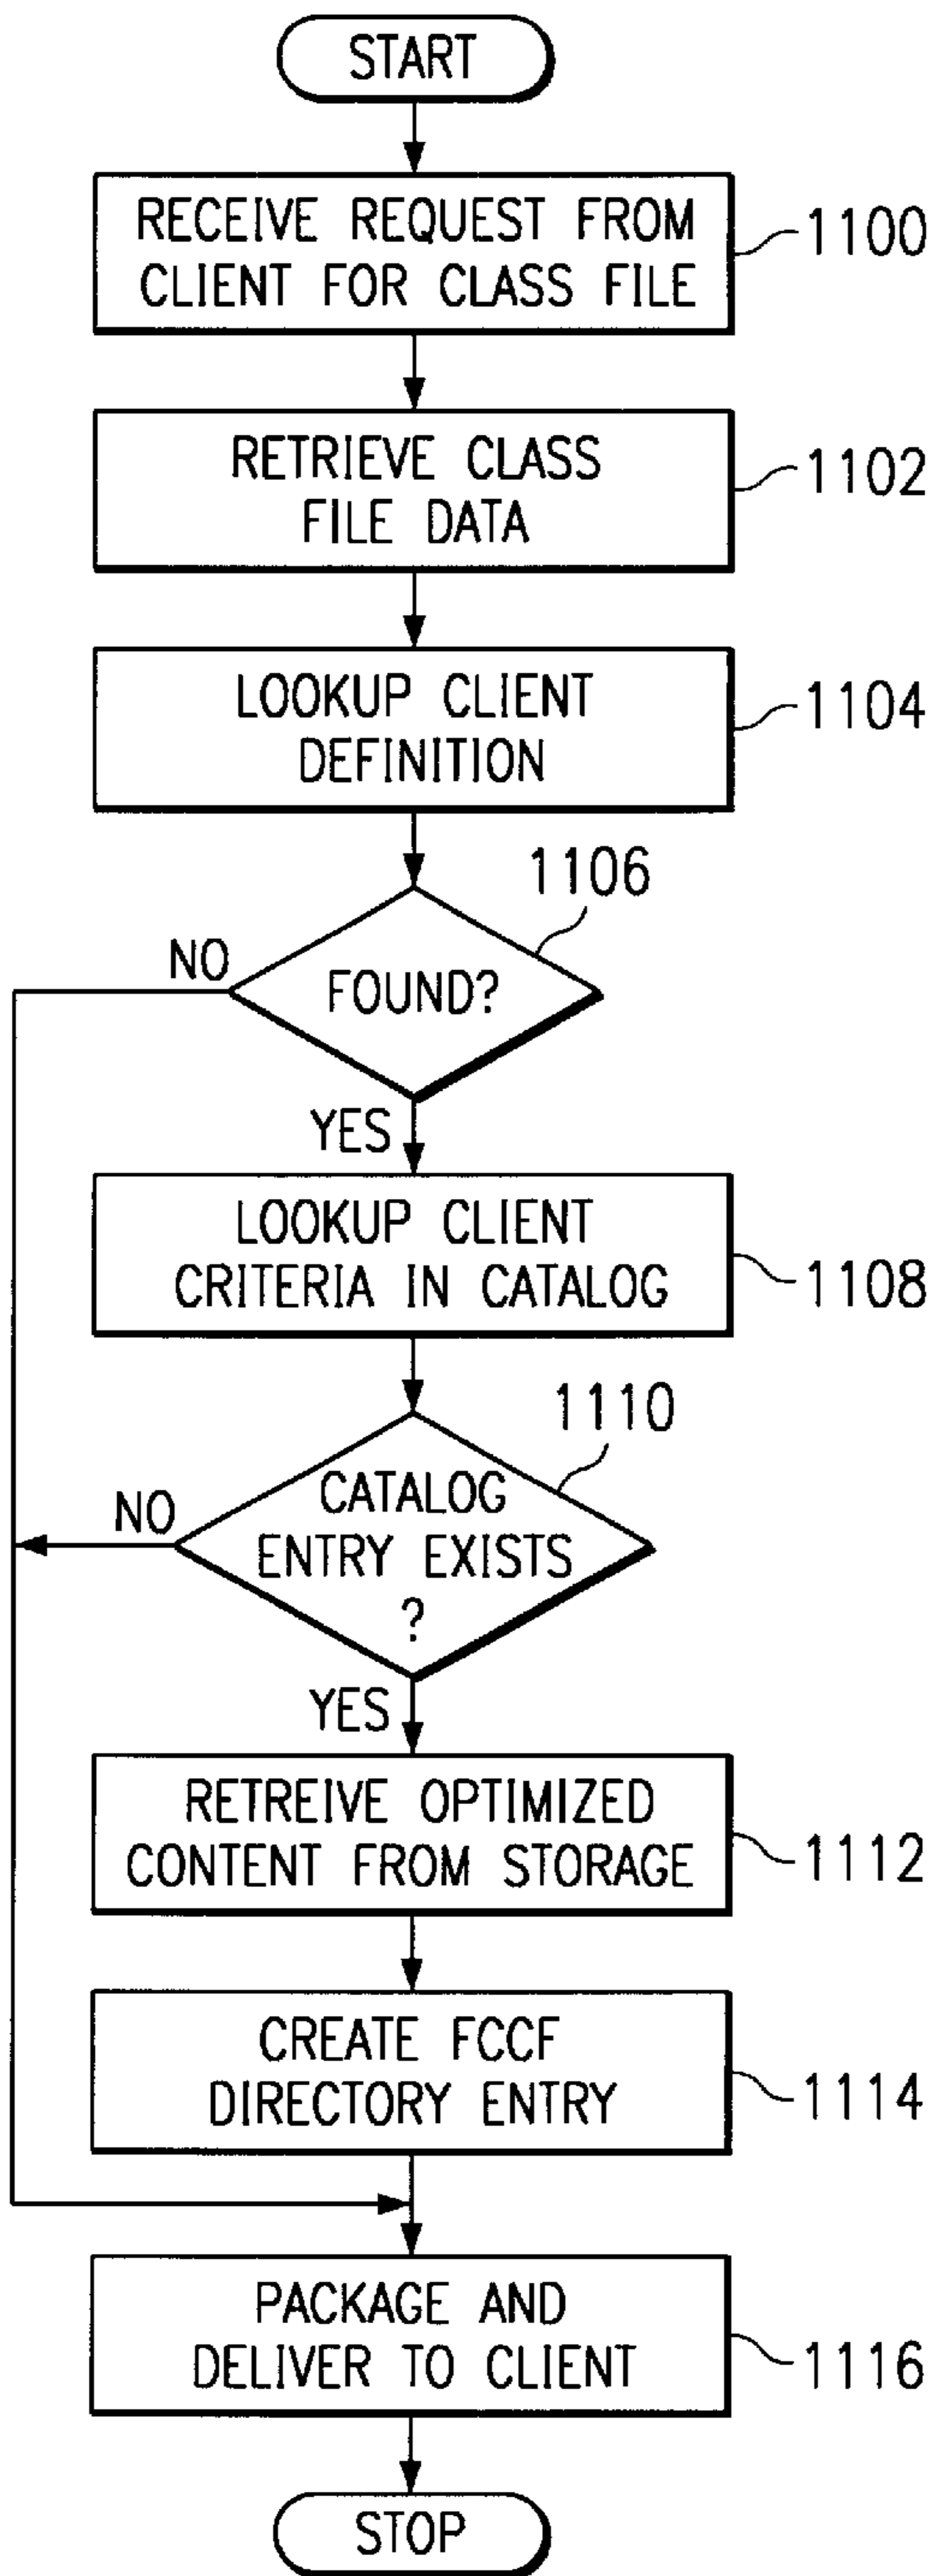 START
RECEIVE REQUEST FROM
CLIENT FOR CLASS FILE
1100
RETRIEVE CLASS
FILE DATA
1102
LOOKUP CLIENT
DEFINITION
1104
1106
NO
FOUND?
YES
LOOKUP CLIENT
CRITERIA IN CATALOG
1108
1110
NO
CATALOG
ENTRY EXISTS
?
YES
RETREIVE OPTIMIZED
CONTENT FROM STORAGE
1112
CREATE FCCF
DIRECTORY ENTRY
1114
PACKAGE AND
DELIVER TO CLIENT
1116
STOP